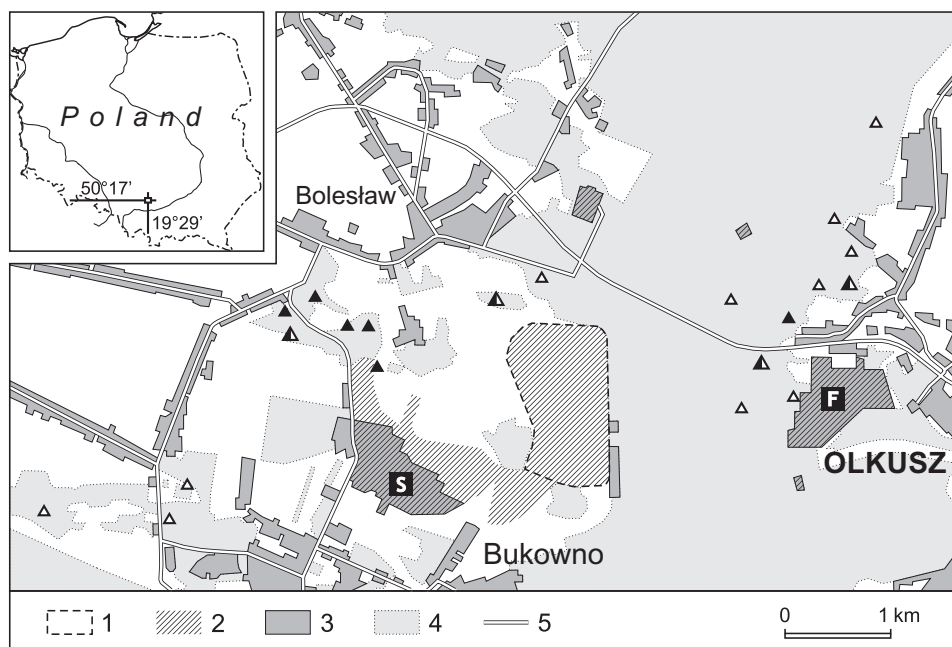 Poland
50°17'
19°29'
Bolesław
F
OLKUSZ
S
Bukowno
1 2 3 4 5
0 1 km